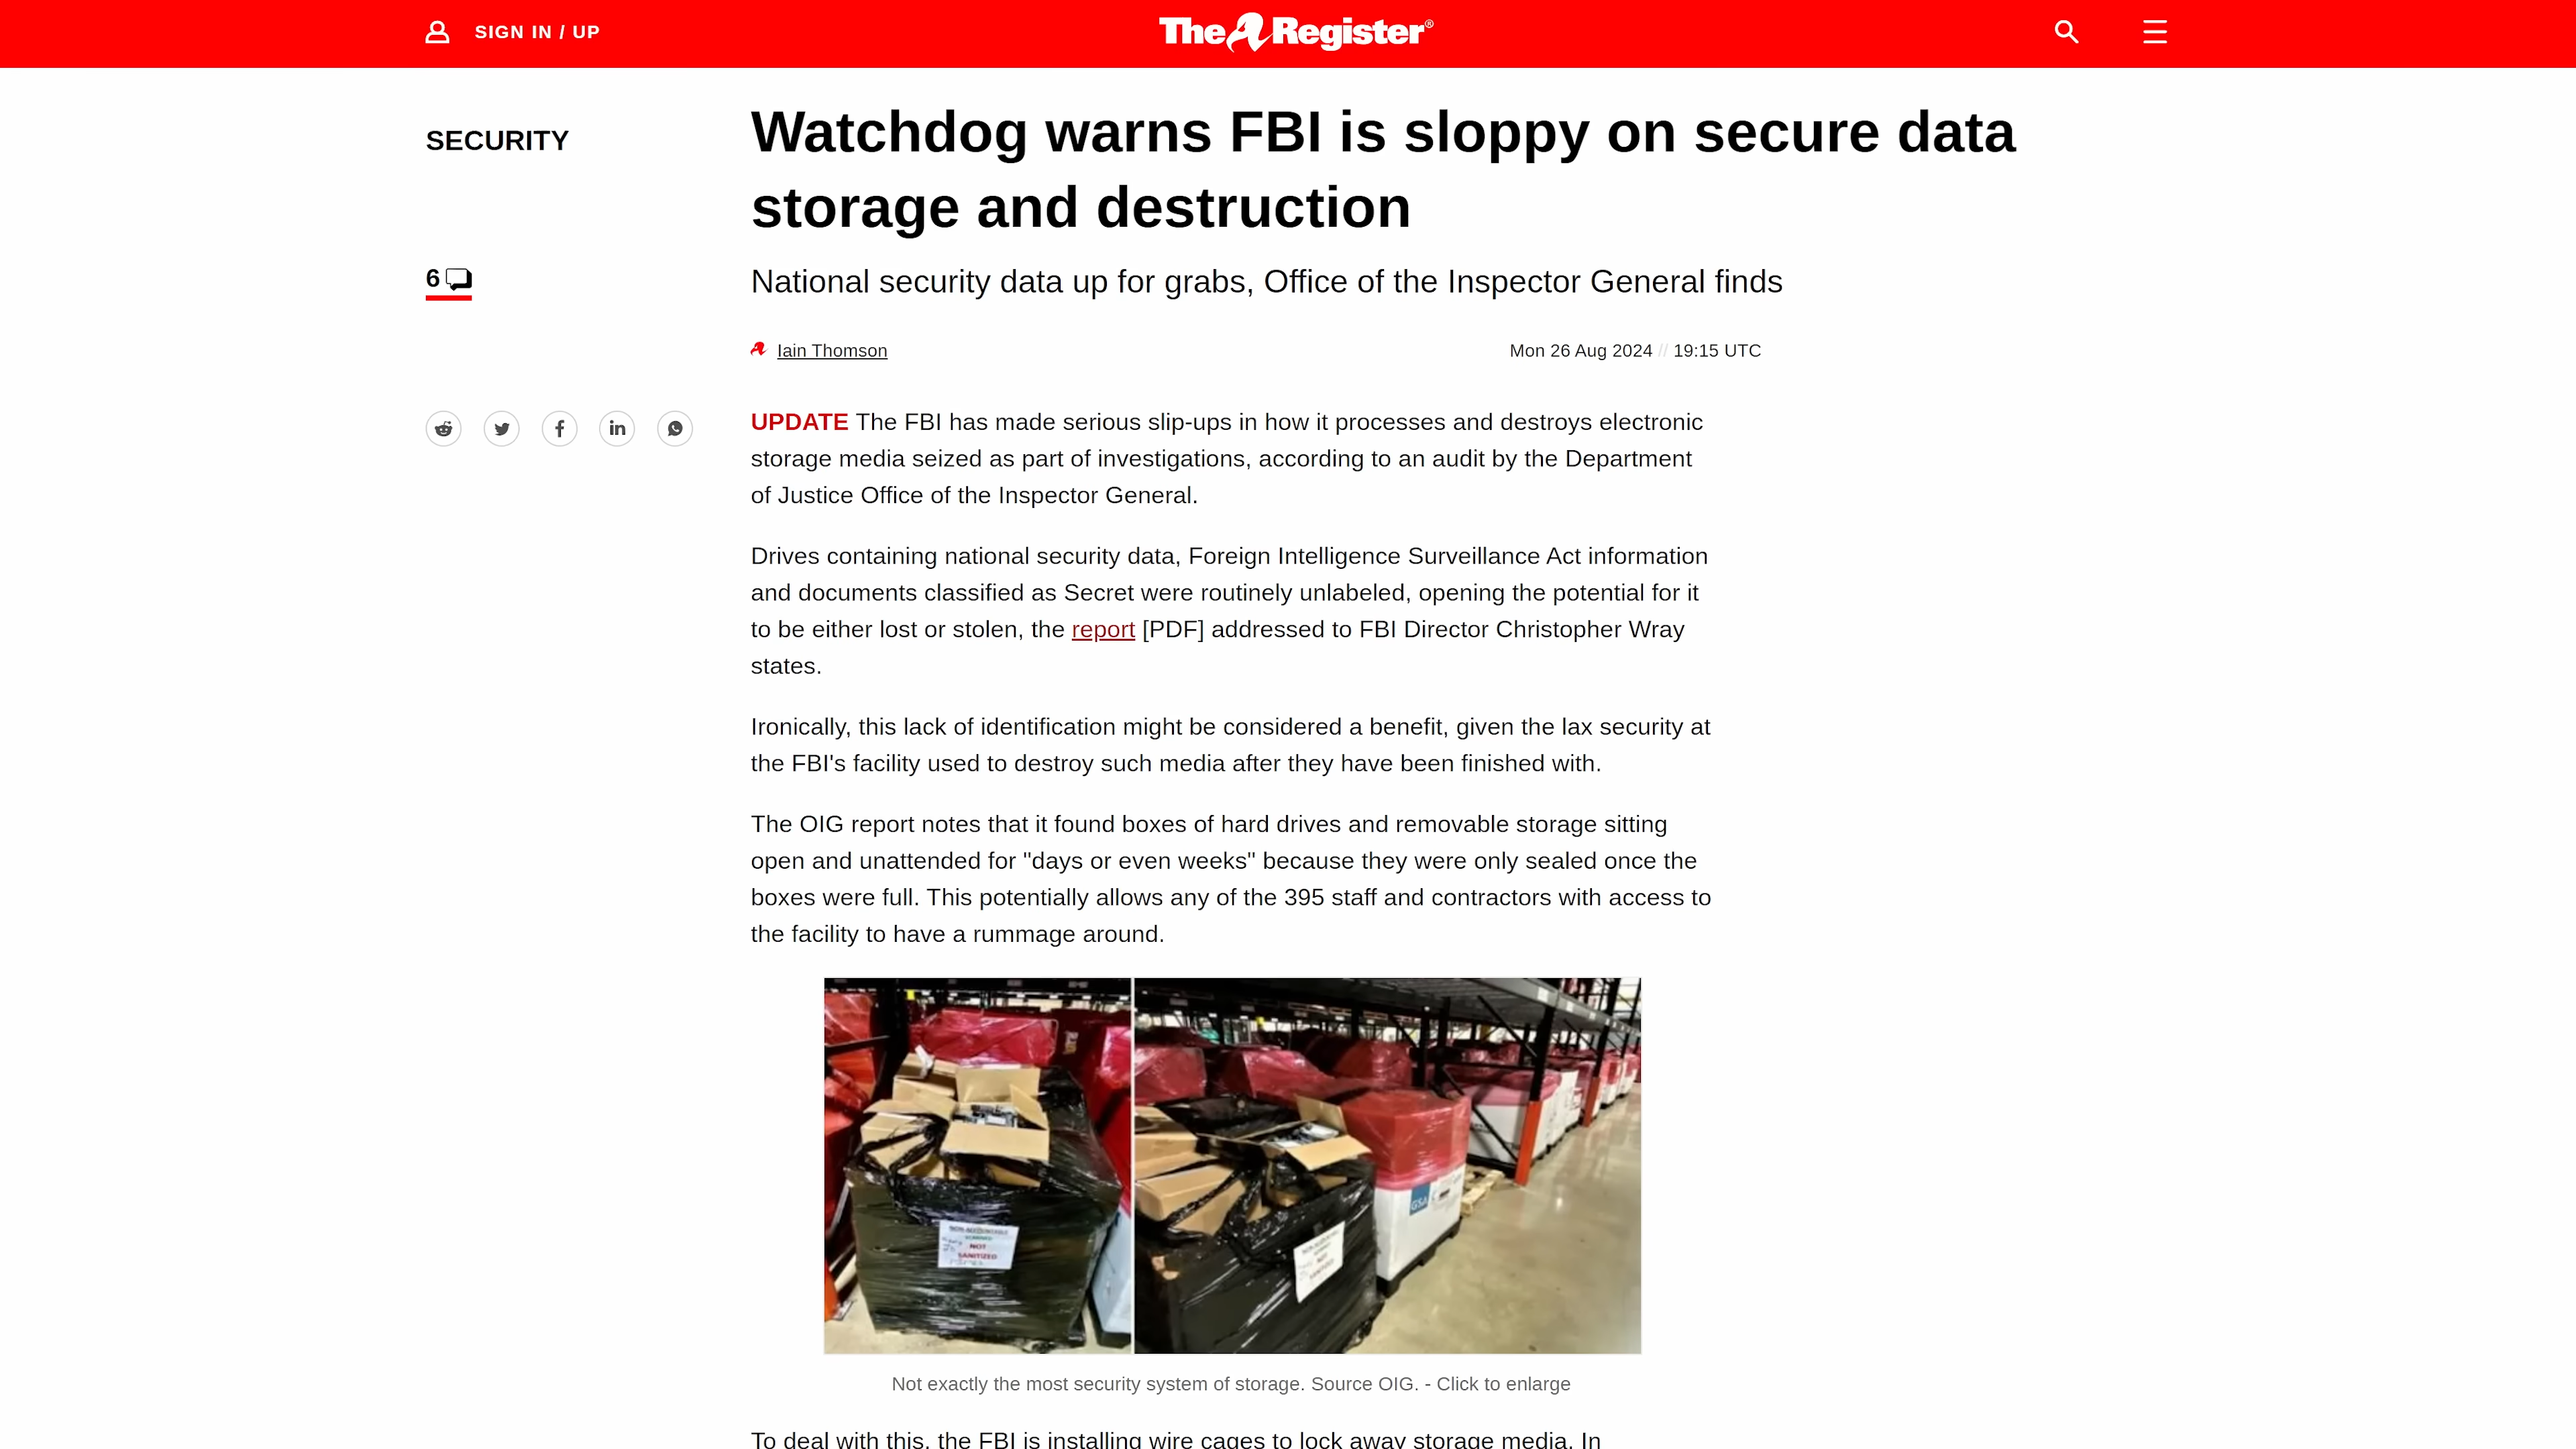 SIGN IN / UP
The Register®
SECURITY
Watchdog warns FBI is sloppy on secure data
storage and destruction
6
National security data up for grabs, Office of the Inspector General finds
Iain Thomson
Mon 26 Aug 2024 // 19:15 UTC
UPDATE The FBI has made serious slip-ups in how it processes and destroys electronic
storage media seized as part of investigations, according to an audit by the Department
of Justice Office of the Inspector General.
Drives containing national security data, Foreign Intelligence Surveillance Act information
and documents classified as Secret were routinely unlabeled, opening the potential for it
to be either lost or stolen, the report [PDF] addressed to FBI Director Christopher Wray
states.
Ironically, this lack of identification might be considered a benefit, given the lax security at
the FBI's facility used to destroy such media after they have been finished with.
The OIG report notes that it found boxes of hard drives and removable storage sitting
open and unattended for "days or even weeks" because they were only sealed once the
boxes were full. This potentially allows any of the 395 staff and contractors with access to
the facility to have a rummage around.
NON-ACCOUNTABLE
NOT
SANITIZED
GSA
NOT
SANITIZED
Not exactly the most security system of storage. Source OIG. - Click to enlarge
To deal with this, the FBI is installing wire cages to lock away storage media. In